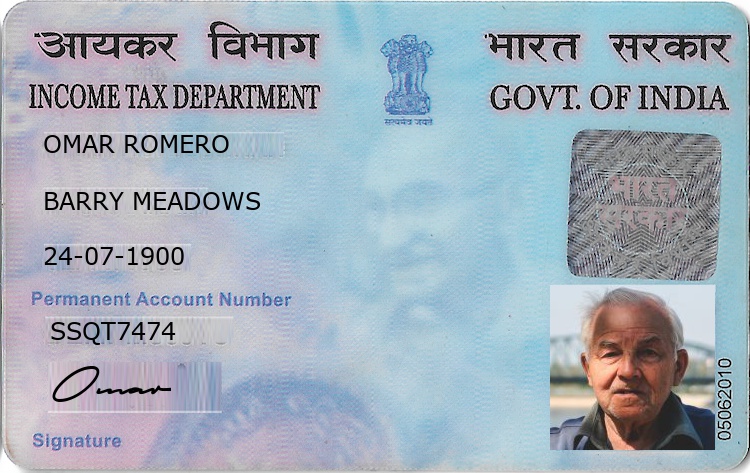 आयकर विभाग
भारत सरकार
INCOME TAX DEPARTMENT
GOVT. OF INDIA
सत्यमेव जयते
OMAR ROMERO
भारत
सरकार
BARRY MEADOWS
24-07-1900
Permanent Account Number
SSQT7474
Omar
Signature
05062010